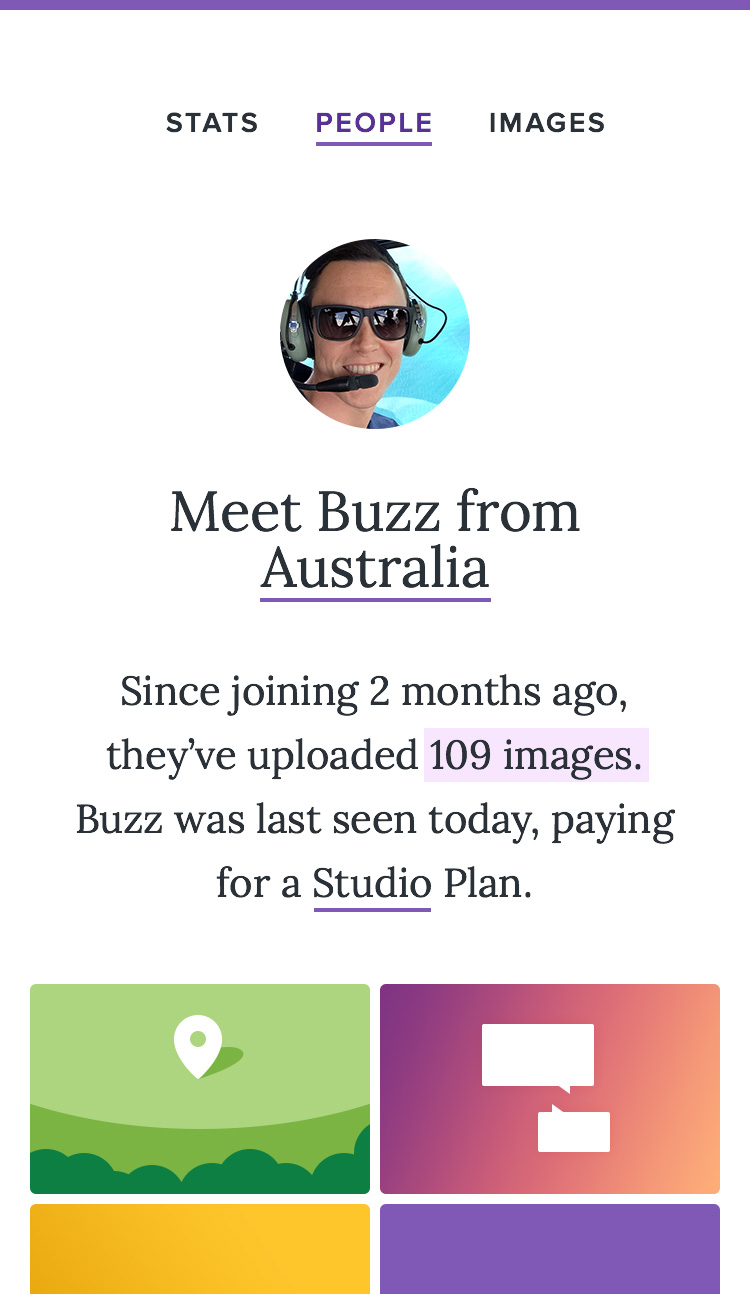 STATS PEOPLE IMAGES
Meet Buzz from
Australia
Since joining 2 months ago,
they’ve uploaded 109 images.
Buzz was last seen today, paying
for a Studio Plan.